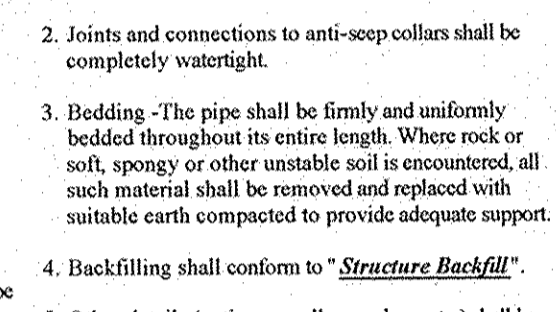 2. Joints and connections to anti-seep collars shall be
completely watertight.
3. Bedding -The pipe shall be firmly and uniformly
bedded throughout its entire length. Where rock or
soft, spongy or other unstable soil is encountered, all
such material shall be removed and replaced with
suitable earth compacted to provide adequate support.
4. Backfilling shall conform to "Structure Backfill".